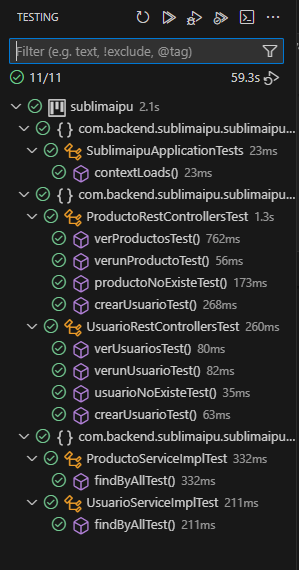 TESTING
Filter (e.g. text, !exclude, @tag)
11/11 59.3s
sublimaipu 2.1s
com.backend.sublimaipu.sublimaipu...
SublimaipuApplicationTests 23ms
contextLoads() 23ms
com.backend.sublimaipu.sublimaipu...
ProductoRestControllersTest 1.3s
verProductosTest() 762ms
verunProductoTest() 56ms
productoNoExisteTest() 173ms
crearUsuarioTest() 268ms
UsuarioRestControllersTest 260ms
verUsuariosTest() 80ms
verunUsuarioTest() 82ms
usuarioNoExisteTest() 35ms
crearUsuarioTest() 63ms
com.backend.sublimaipu.sublimaipu...
ProductoServiceImplTest 332ms
findByAllTest() 332ms
UsuarioServiceImplTest 211ms
findByAllTest() 211ms